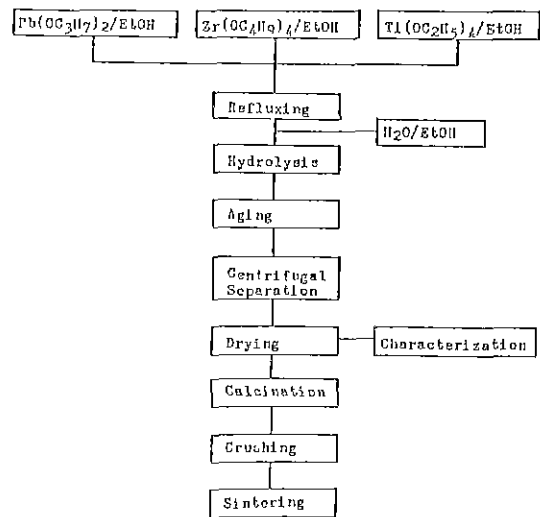 Pb(OC3H7)2/EtOH
Zr(OC4H9)4/EtOH
Ti(OC2H5)4/EtOH
Refluxing
H2O/EtOH
Hydrolysis
Aging
Centrifugal
Separation
Drying
Characterization
Calcination
Crushing
Sintering